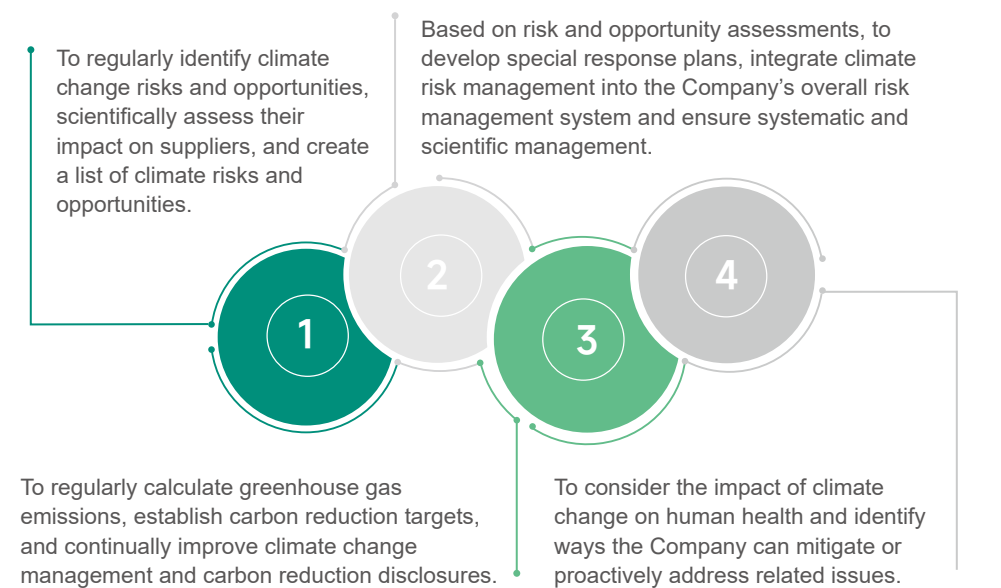 To regularly identify climate
change risks and opportunities,
scientifically assess their
impact on suppliers, and create
a list of climate risks and
opportunities.
Based on risk and opportunity assessments, to
develop special response plans, integrate climate
risk management into the Company’s overall risk
management system and ensure systematic and
scientific management.
1
2
3
4
To regularly calculate greenhouse gas
emissions, establish carbon reduction targets,
and continually improve climate change
management and carbon reduction disclosures.
To consider the impact of climate
change on human health and identify
ways the Company can mitigate or
proactively address related issues.